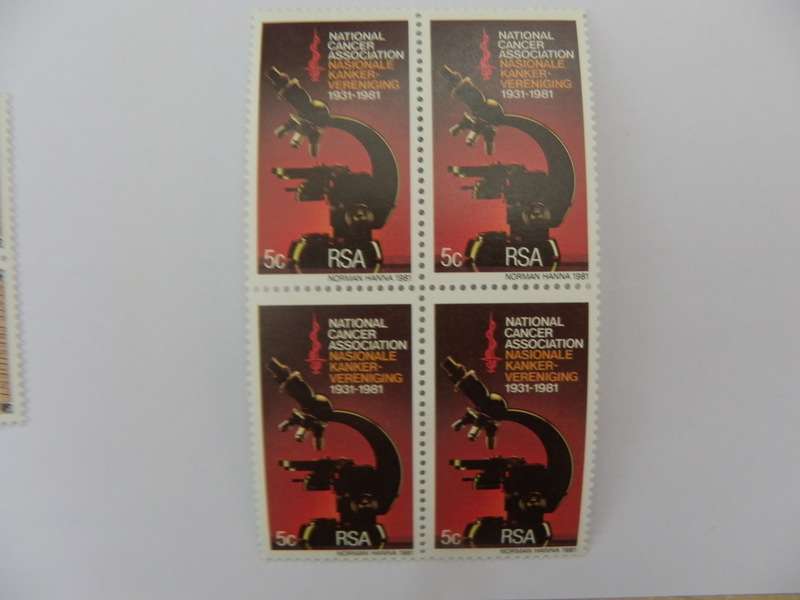 NATIONAL
CANCER
ASSOCIATION
NASIONALE
KANKER-
VERENIGING
1931-1981
5c
RSA
NORMAN HANNA 1981
NATIONAL
CANCER
ASSOCIATION
NASIONALE
KANKER-
VERENIGING
1931-1981
5c
RSA
NORMAN HANNA 1981
NATIONAL
CANCER
ASSOCIATION
NASIONALE
KANKER-
VERENIGING
1931-1981
5c
RSA
NORMAN HANNA 1981
NATIONAL
CANCER
ASSOCIATION
NASIONALE
KANKER-
VERENIGING
1931-1981
5c
RSA
NORMAN HANNA 1981